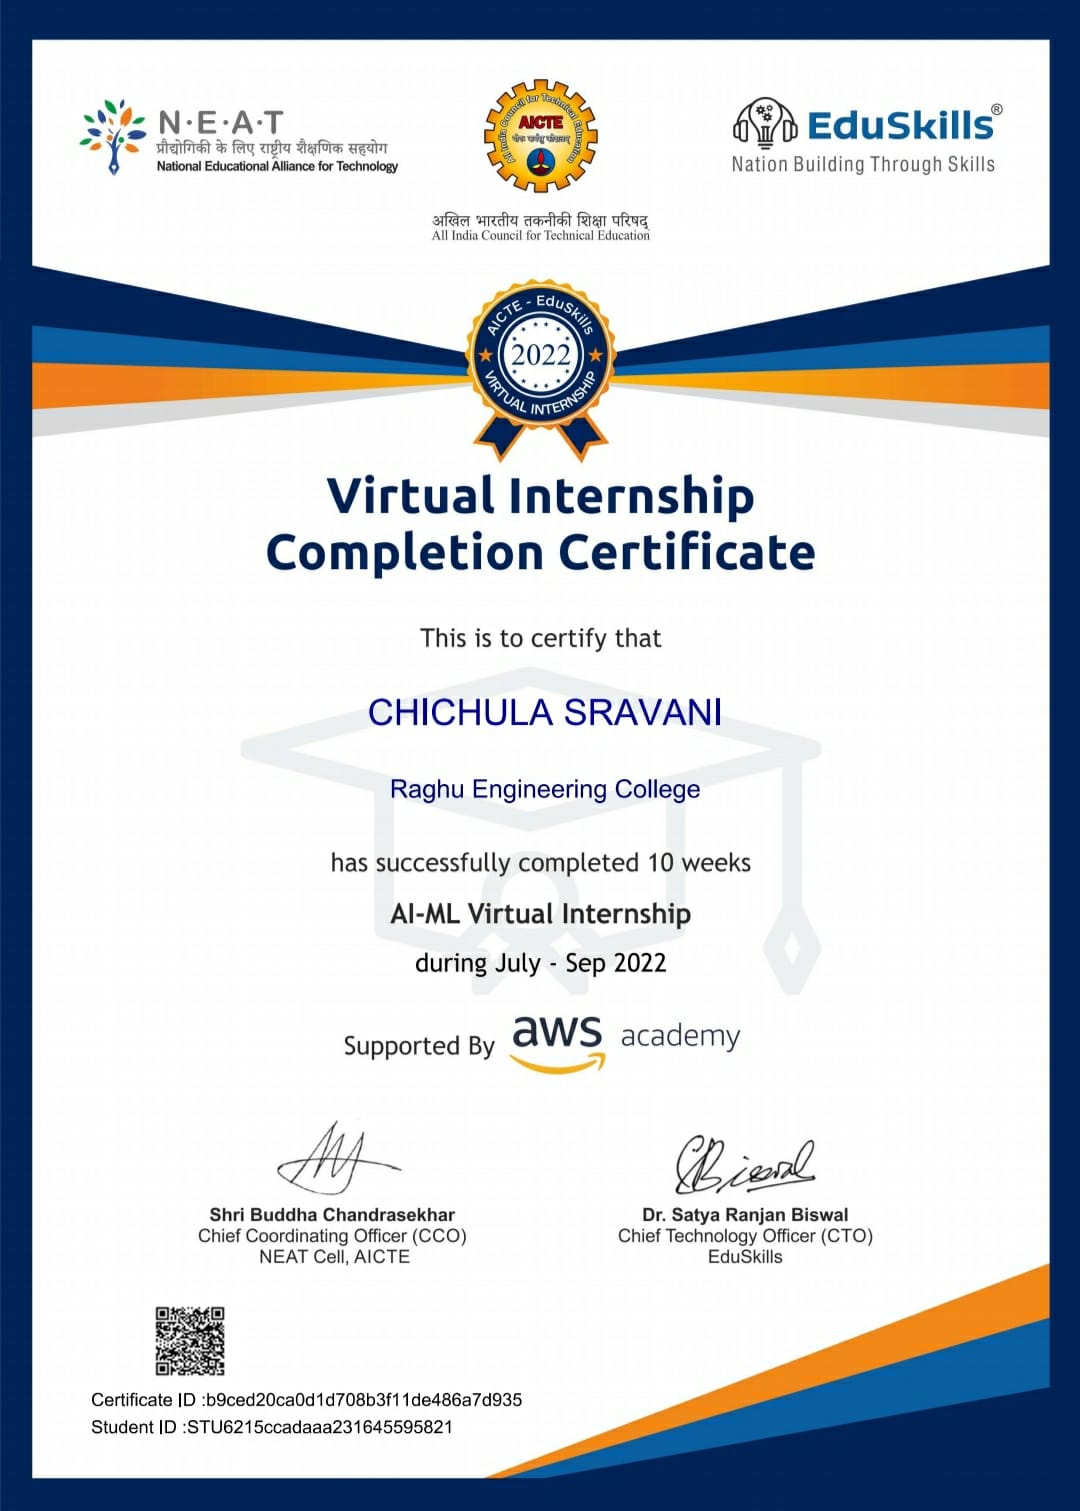 N·E·A·T
प्रौद्योगिकी के लिए राष्ट्रीय शैक्षणिक सहयोग
National Educational Alliance for Technology
All India Council for Technical Education
AICTE
अखिल भारतीय तकनीकी शिक्षा परिषद्
All India Council for Technical Education
EduSkills®
Nation Building Through Skills
AICTE - EduSkills
2022
VIRTUAL INTERNSHIP
Virtual Internship
Completion Certificate
This is to certify that
CHICHULA SRAVANI
Raghu Engineering College
has successfully completed 10 weeks
AI-ML Virtual Internship
during July - Sep 2022
Supported By aws academy
Biswal
Shri Buddha Chandrasekhar
Chief Coordinating Officer (CCO)
NEAT Cell, AICTE
Dr. Satya Ranjan Biswal
Chief Technology Officer (CTO)
EduSkills
Certificate ID :b9ced20ca0d1d708b3f11de486a7d935
Student ID :STU6215ccadaaa231645595821